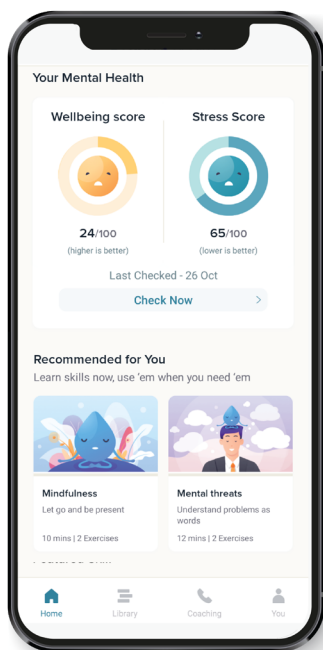 Your Mental Health
Wellbeing score
Stress Score
24/100
65/100
(higher is better)
(lower is better)
Last Checked - 26 Oct
Check Now
Recommended for You
Learn skills now, use 'em when you need 'em
Mindfulness
Mental threats
Let go and be present
Understand problems as
words
10 mins | 2 Exercises
12 mins | 2 Exercises
Home
Library
Coaching
You